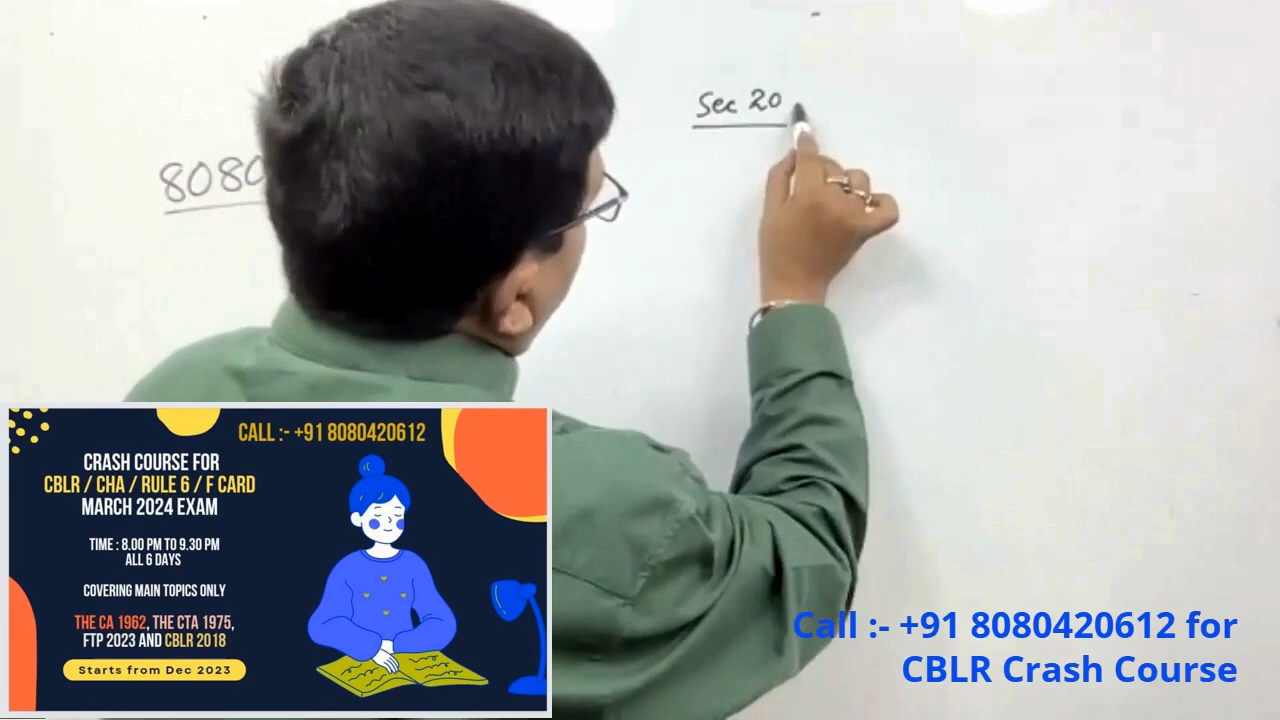 Sec 20
8080
CALL :- +91 8080420612
CRASH COURSE FOR
CBLR / CHA / RULE 6 / F CARD
MARCH 2024 EXAM
TIME : 8.00 PM TO 9.30 PM
ALL 6 DAYS
COVERING MAIN TOPICS ONLY
THE CA 1962, THE CTA 1975,
FTP 2023 AND CBLR 2018
Starts from Dec 2023
Call :- +91 8080420612 for
CBLR Crash Course